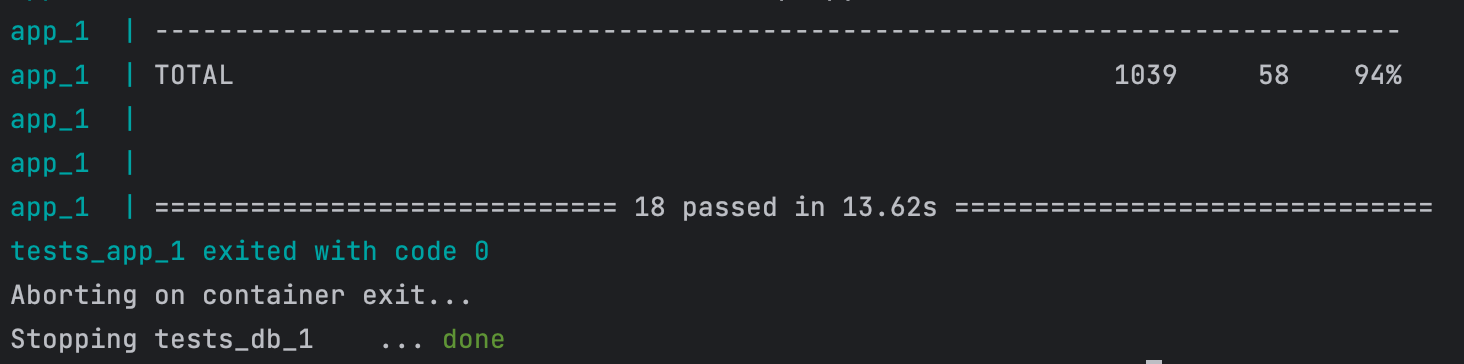 app_1  | ------------------------------------------------------------------------------
app_1  | TOTAL                                                       1039     58    94%
app_1  |
app_1  |
app_1  | ============================= 18 passed in 13.62s ==============================
tests_app_1 exited with code 0
Aborting on container exit...
Stopping tests_db_1    ... done